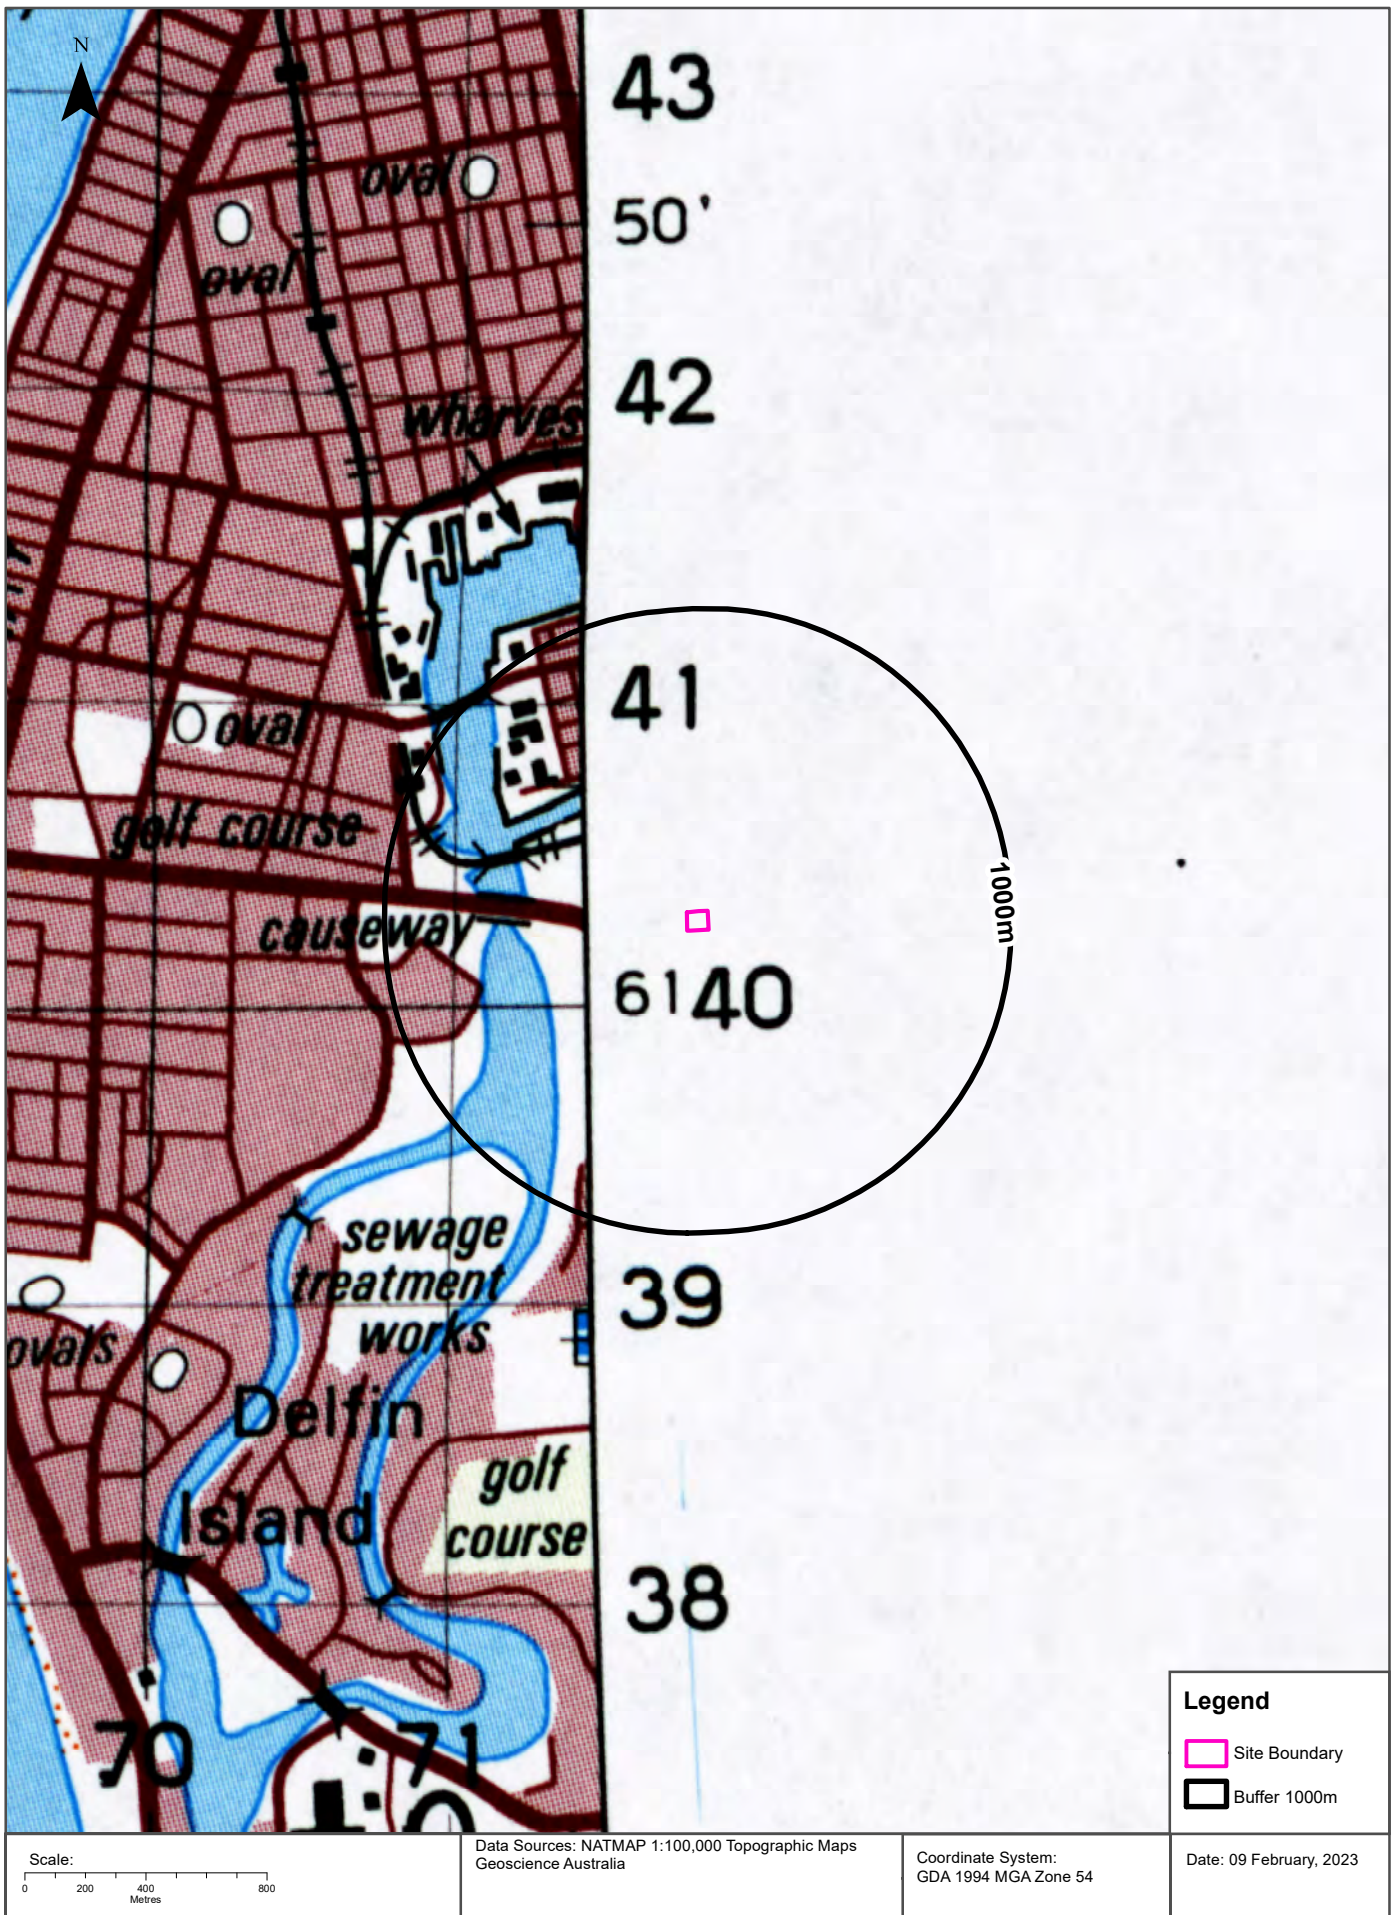 N
43
oval
50'
oval
42
wharves
41
oval
golf course
1000m
causeway
6140
sewage
treatment
works
39
ovals
Delfin
Island
golf
course
38
70
71
Legend
Site Boundary
Buffer 1000m
Scale:
0 200 400 800
Metres
Data Sources: NATMAP 1:100,000 Topographic Maps
Geoscience Australia
Coordinate System:
GDA 1994 MGA Zone 54
Date: 09 February, 2023